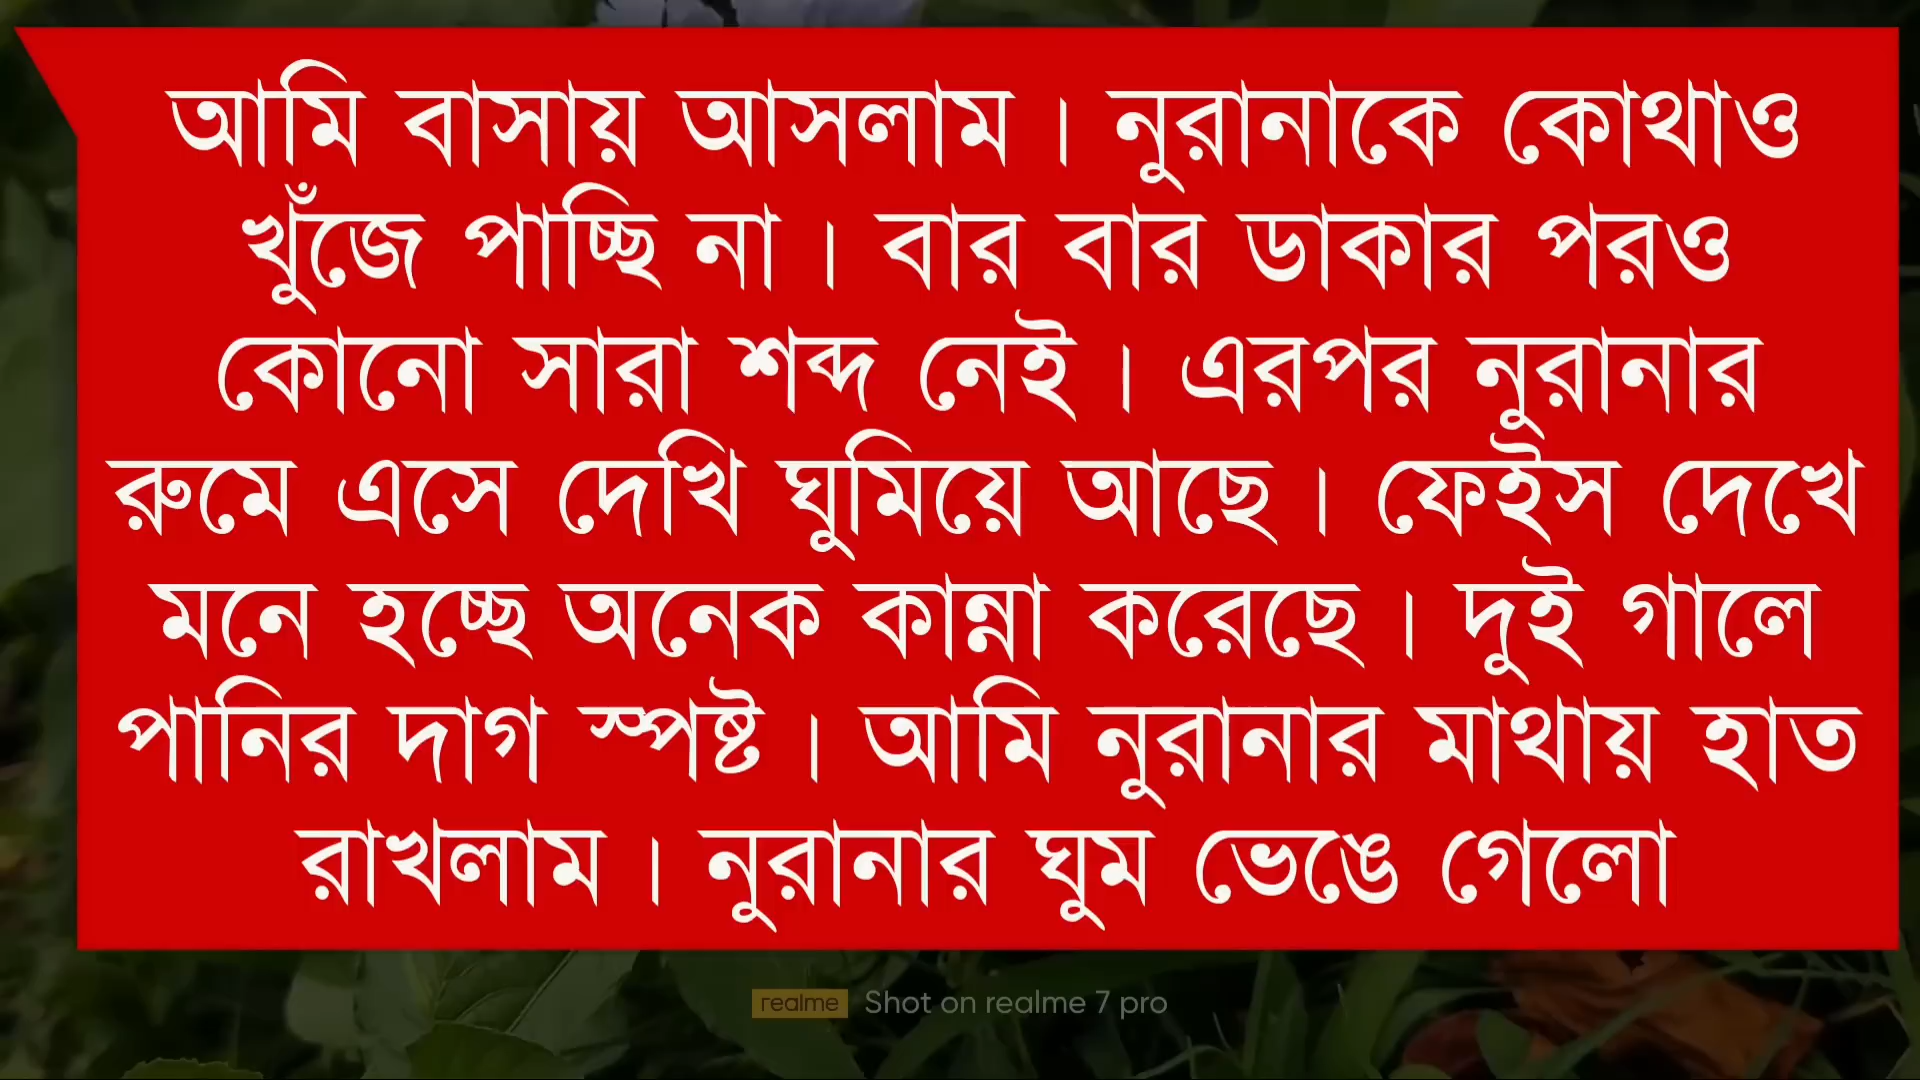 আমি বাসায় আসলাম । নুরানাকে কোথাও
খুঁজে পাচ্ছি না । বার বার ডাকার পরও
কোনো সারা শব্দ নেই । এরপর নুরানার
রুমে এসে দেখি ঘুমিয়ে আছে । ফেইস দেখে
মনে হচ্ছে অনেক কান্না করেছে । দুই গালে
পানির দাগ স্পষ্ট । আমি নুরানার মাথায় হাত
রাখলাম । নুরানার ঘুম ভেঙে গেলো
realme Shot on realme 7 pro